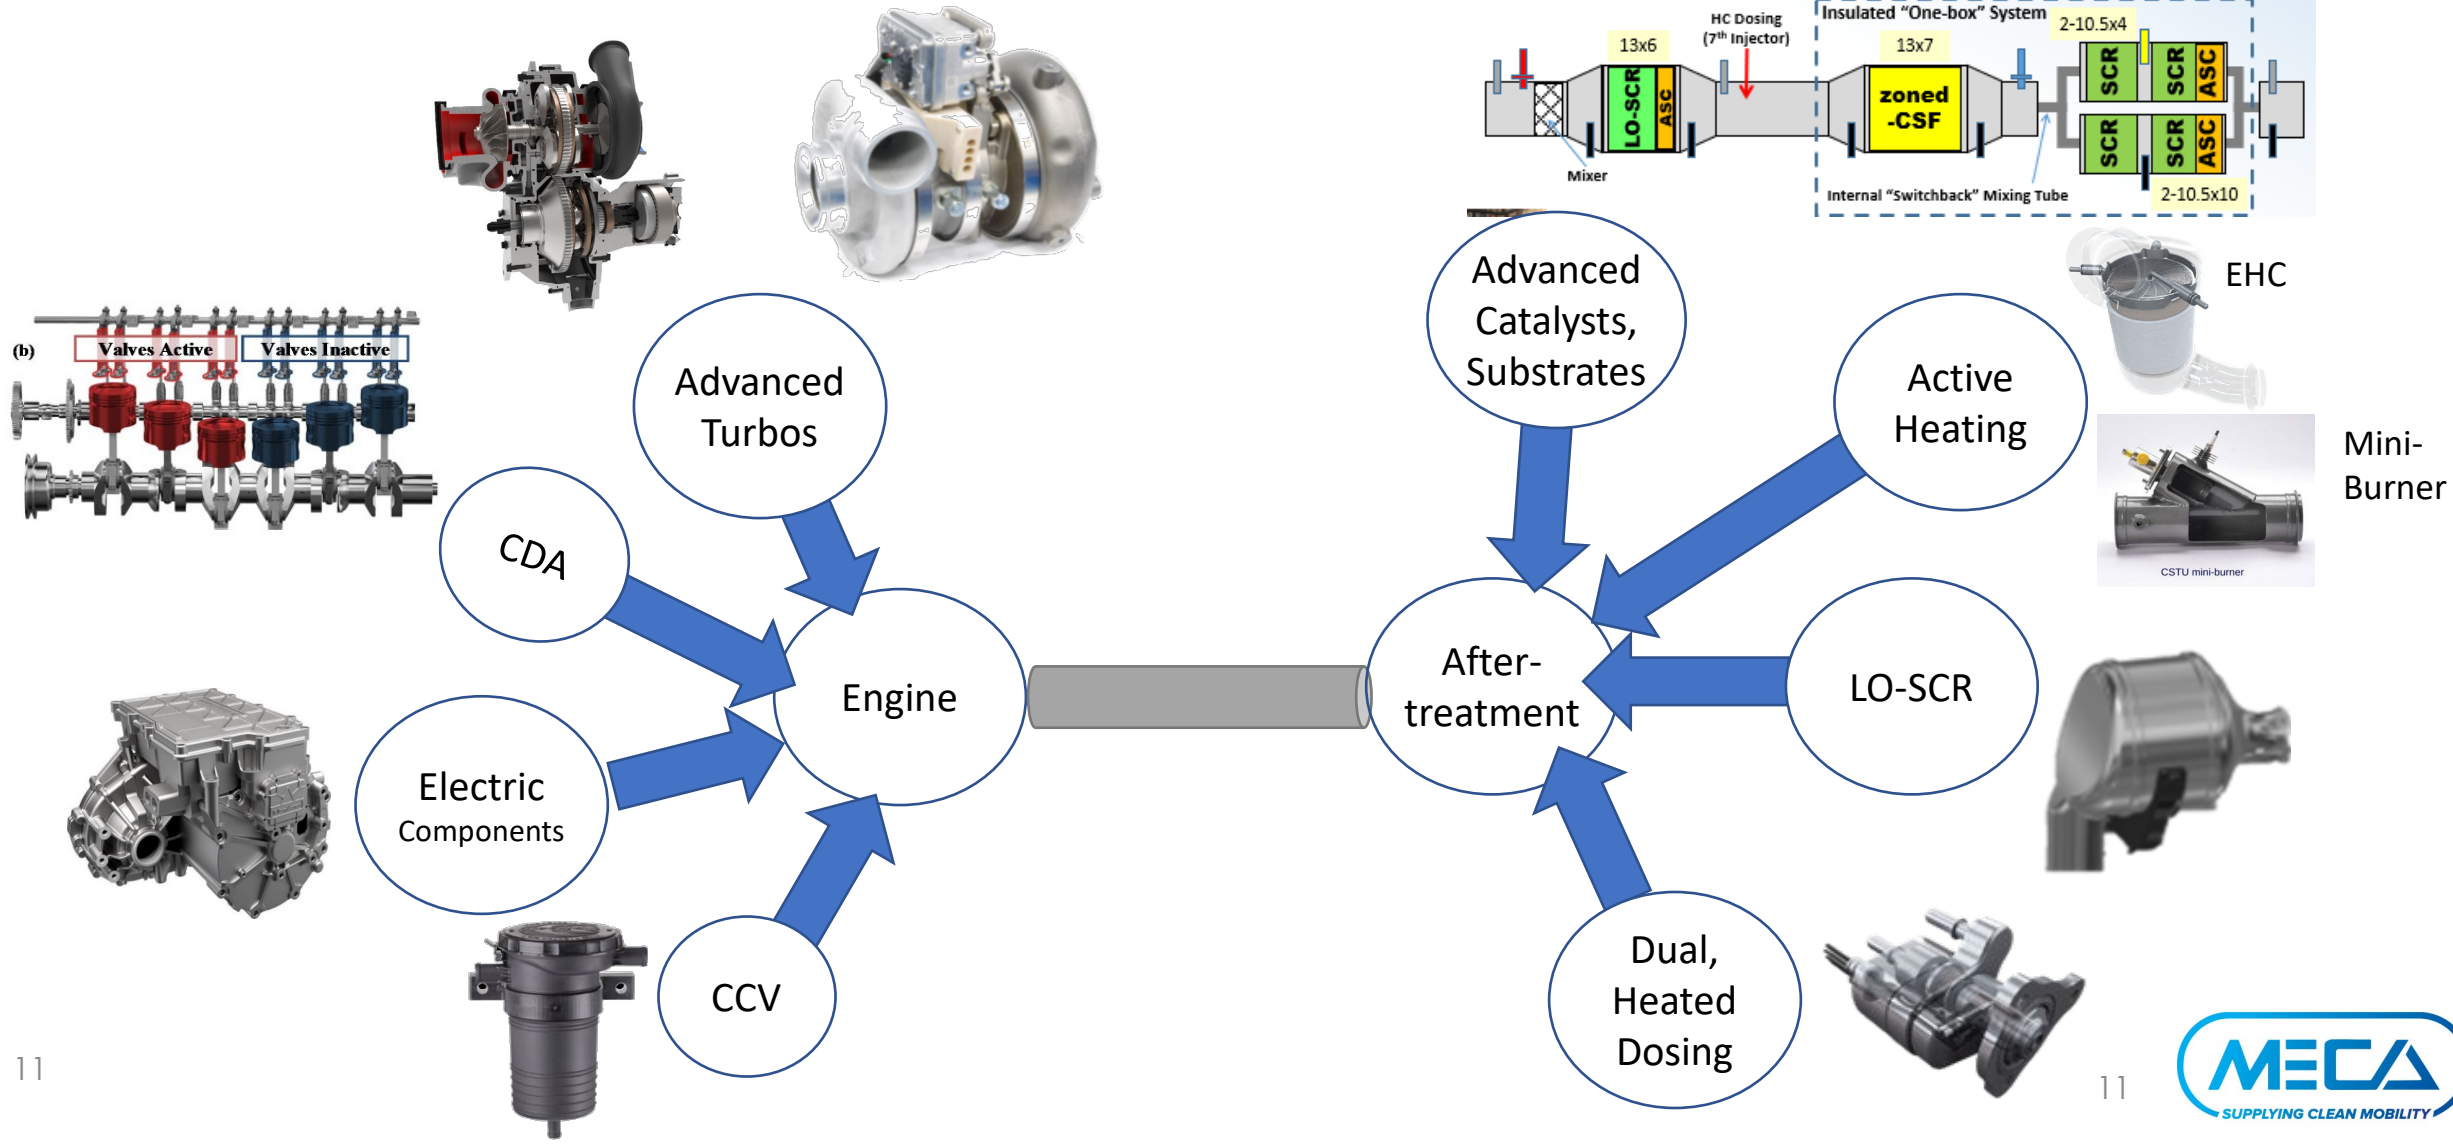 HC Dosing
(7th Injector)
Insulated “One-box” System
2-10.5x4
13x6
13x7
LO-SCR
ASC
zoned
-CSF
SCR
SCR
ASC
SCR
SCR
ASC
Mixer
Internal “Switchback” Mixing Tube
2-10.5x10
(b)
Valves Active
Valves Inactive
Advanced
Turbos
CDA
Electric
Components
CCV
Engine
Advanced
Catalysts,
Substrates
Active
Heating
EHC
Mini-
Burner
CSTU mini-burner
After-
treatment
LO-SCR
Dual,
Heated
Dosing
11
11
MECA
SUPPLYING CLEAN MOBILITY